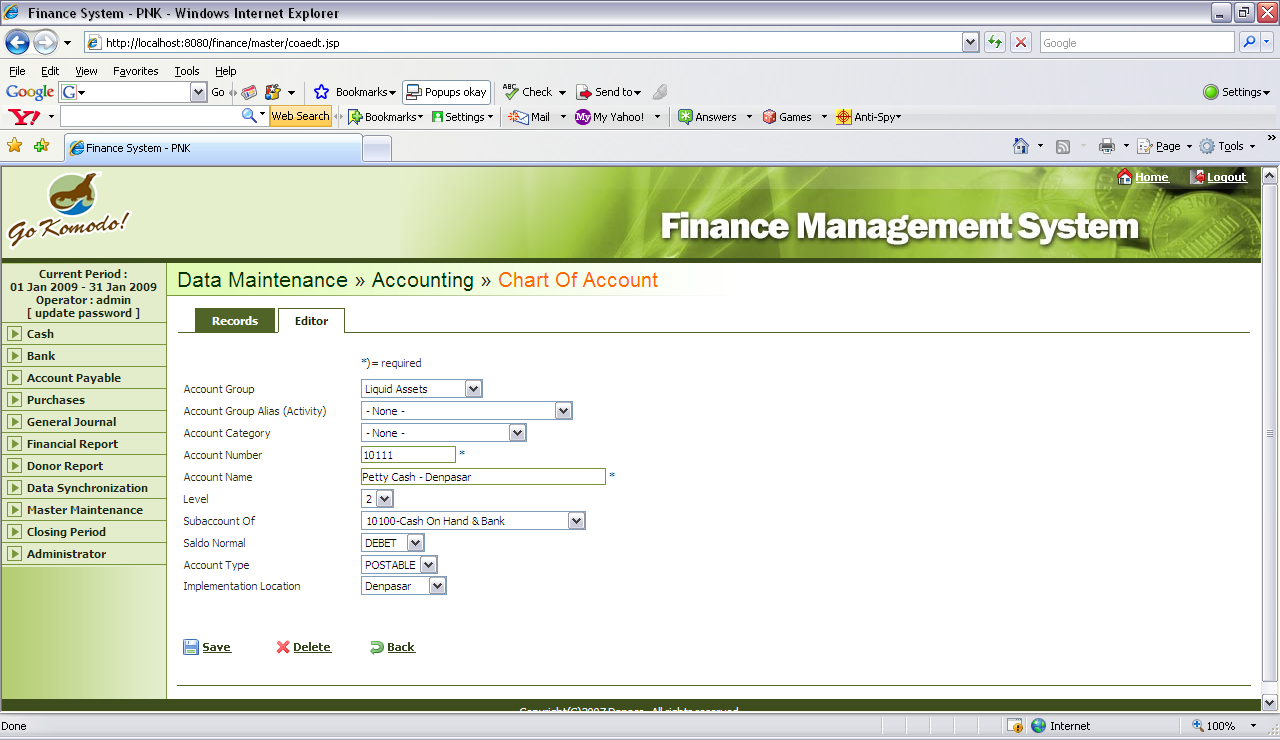 Finance System - PNK - Windows Internet Explorer
http://localhost:8080/finance/master/coaedt.jsp
Google
File Edit View Favorites Tools Help
Google G Go Bookmarks Popups okay ABC Check Send to Settings
Y! Web Search Bookmarks Settings Mail My My Yahoo! Answers Games Anti-Spy
Finance System - PNK
Page Tools
Home Logout
Go Komodo!
Finance Management System
Current Period :
01 Jan 2009 - 31 Jan 2009
Operator : admin
[ update password ]
Cash
Bank
Account Payable
Purchases
General Journal
Financial Report
Donor Report
Data Synchronization
Master Maintenance
Closing Period
Administrator
Data Maintenance » Accounting » Chart Of Account
Records Editor
*)= required
Account Group Liquid Assets
Account Group Alias (Activity) - None -
Account Category - None -
Account Number 10111 *
Account Name Petty Cash - Denpasar *
Level 2
Subaccount Of 10100-Cash On Hand & Bank
Saldo Normal DEBET
Account Type POSTABLE
Implementation Location Denpasar
Save Delete Back
All rights reserved
Done Internet 100%